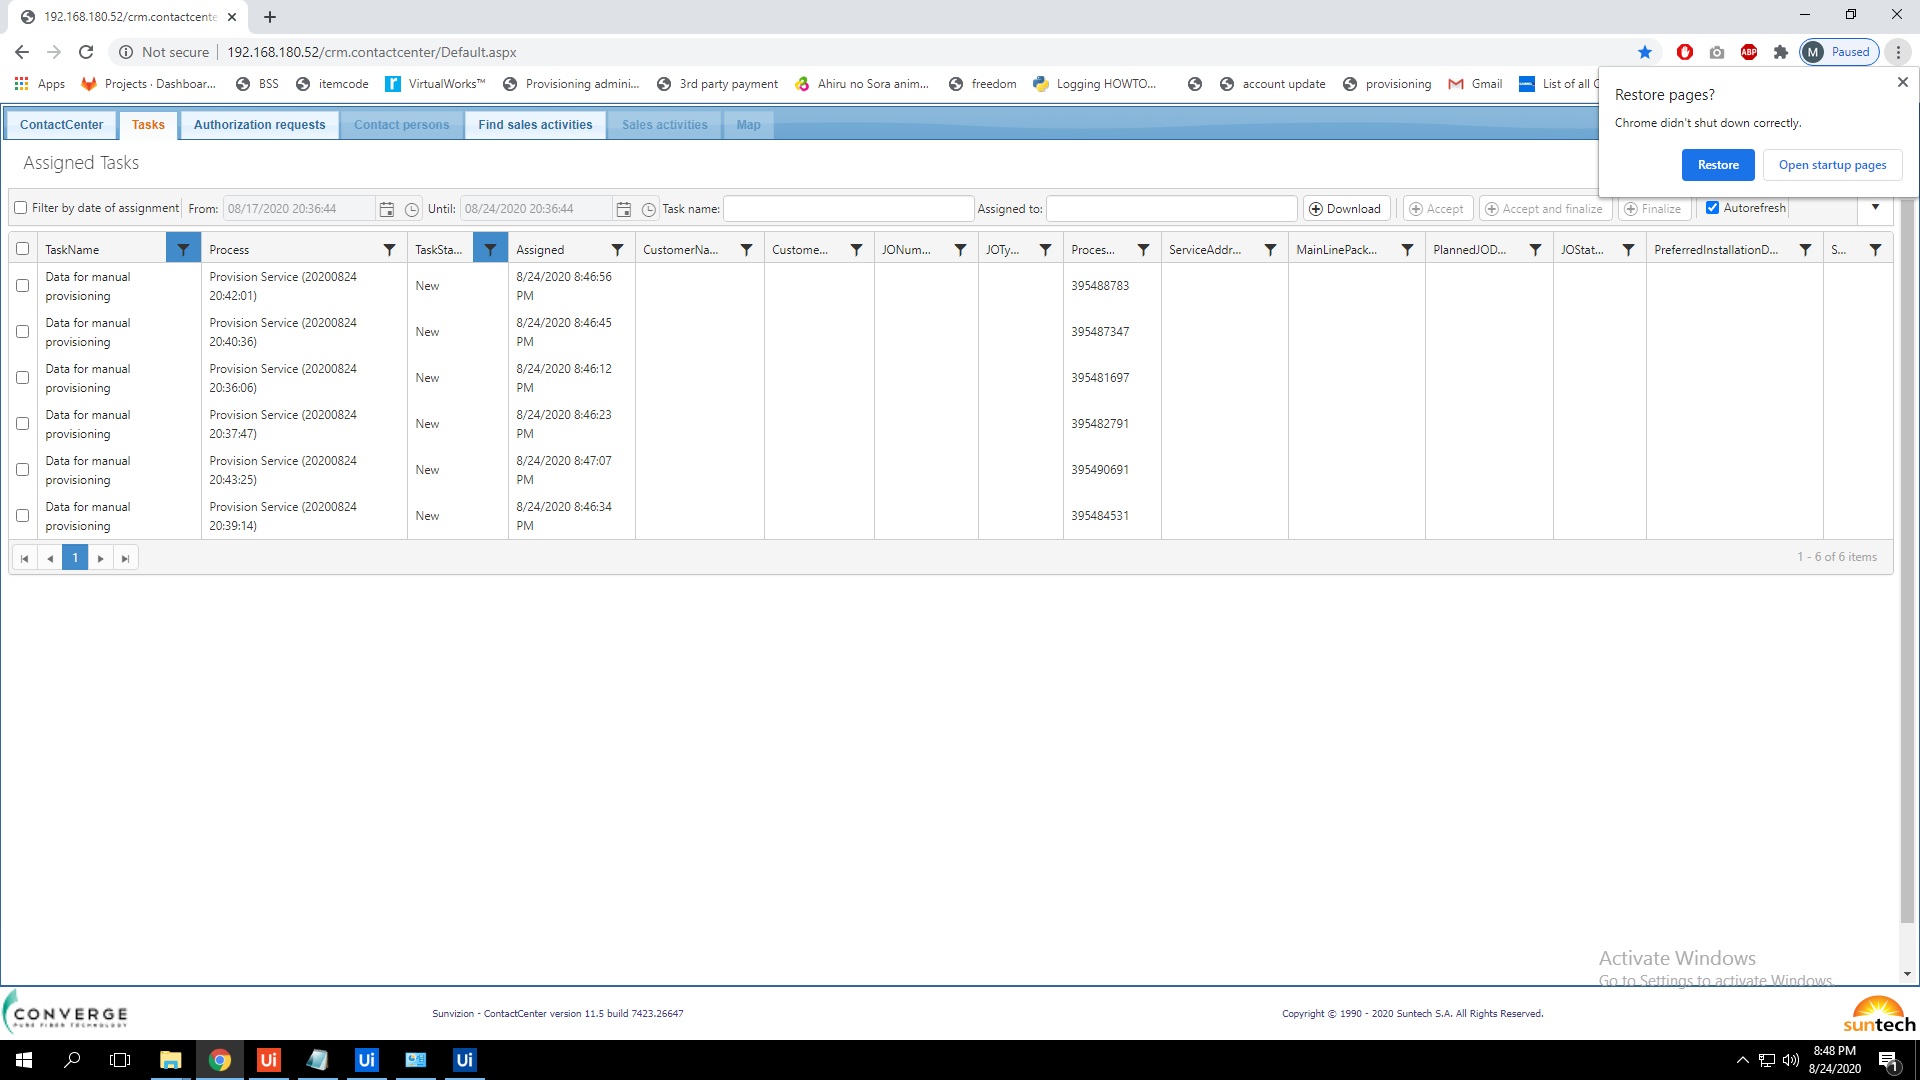 192.168.180.52/crm.contactcente
Not secure | 192.168.180.52/crm.contactcenter/Default.aspx
ABP
M Paused
Apps Projects · Dashboar... BSS itemcode VirtualWorks™ Provisioning admini... 3rd party payment Ahiru no Sora anim... freedom Logging HOWTO... account update provisioning Gmail List of all C
Restore pages?
Chrome didn't shut down correctly.
Restore Open startup pages
ContactCenter Tasks Authorization requests Contact persons Find sales activities Sales activities Map
Assigned Tasks
Filter by date of assignment From: 08/17/2020 20:36:44 Until: 08/24/2020 20:36:44 Task name: Assigned to: Download Accept Accept and finalize Finalize Autorefresh
TaskName Process TaskSta... Assigned CustomerNa... Custome... JONum... JOTy... Proces... ServiceAddr... MainLinePack... PlannedJOD... JOStat... PreferredInstallationD... S...
Data for manual provisioning Provision Service (20200824 20:42:01) New 8/24/2020 8:46:56 PM 395488783
Data for manual provisioning Provision Service (20200824 20:40:36) New 8/24/2020 8:46:45 PM 395487347
Data for manual provisioning Provision Service (20200824 20:36:06) New 8/24/2020 8:46:12 PM 395481697
Data for manual provisioning Provision Service (20200824 20:37:47) New 8/24/2020 8:46:23 PM 395482791
Data for manual provisioning Provision Service (20200824 20:43:25) New 8/24/2020 8:47:07 PM 395490691
Data for manual provisioning Provision Service (20200824 20:39:14) New 8/24/2020 8:46:34 PM 395484531
1
1 - 6 of 6 items
Activate Windows
Go to Settings to activate Windows.
CONVERGE
PURE FIBER TECHNOLOGY
Sunvizion - ContactCenter version 11.5 build 7423.26647
Copyright © 1990 - 2020 Suntech S.A. All Rights Reserved.
suntech
Ui Ui Ui
8:48 PM
8/24/2020
1